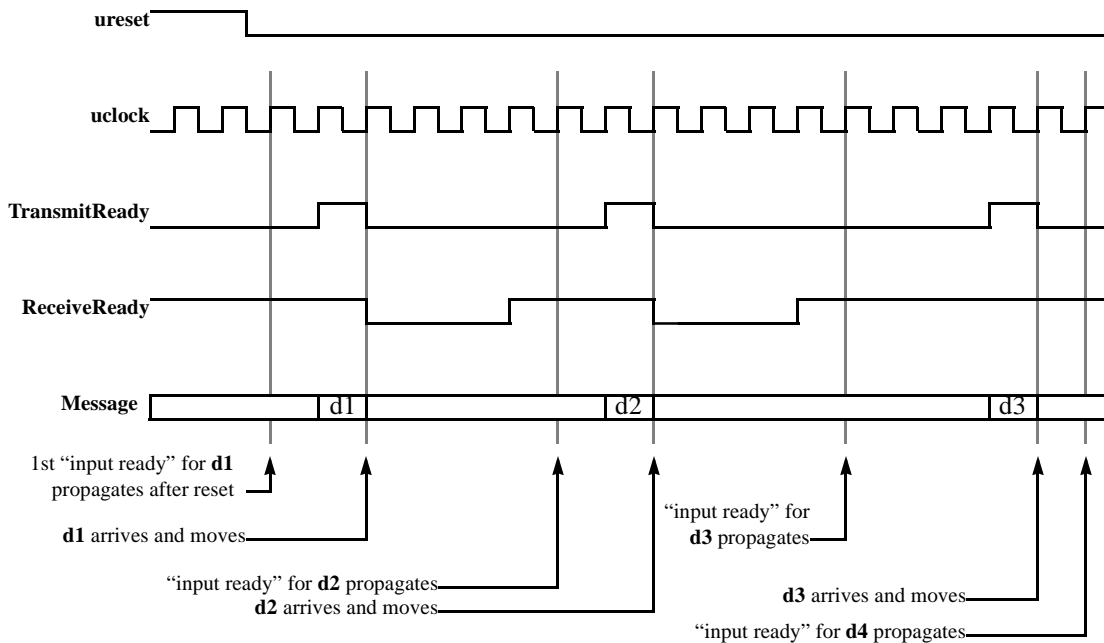 ureset
uclock
TransmitReady
ReceiveReady
Message
d1
d2
d3
1st “input ready” for d1
propagates after reset
d1 arrives and moves
“input ready” for d2 propagates
d2 arrives and moves
“input ready” for
d3 propagates
d3 arrives and moves
“input ready” for d4 propagates